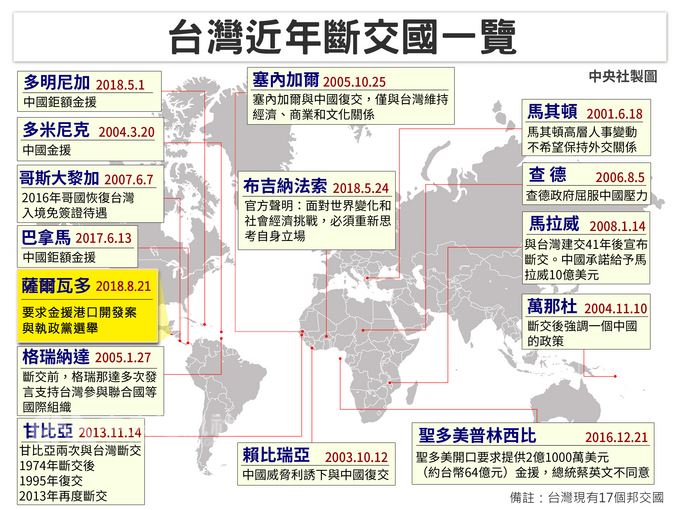 台灣近年斷交國一覽
中央社製圖
多明尼加 2018.5.1
中國鉅額金援
多米尼克 2004.3.20
中國金援
哥斯大黎加 2007.6.7
2016年哥國恢復台灣
入境免簽證待遇
巴拿馬 2017.6.13
中國鉅額金援
薩爾瓦多 2018.8.21
要求金援港口開發案
與執政黨選舉
格瑞納達 2005.1.27
斷交前，格瑞那達多次發
言支持台灣參與聯合國等
國際組織
甘比亞 2013.11.14
甘比亞兩次與台灣斷交
1974年斷交後
1995年復交
2013年再度斷交
塞內加爾 2005.10.25
塞內加爾與中國復交，僅與台灣維持
經濟、商業和文化關係
布吉納法索 2018.5.24
官方聲明：面對世界變化和
社會經濟挑戰，必須重新思
考自身立場
賴比瑞亞 2003.10.12
中國威脅利誘下與中國復交
馬其頓 2001.6.18
馬其頓高層人事變動
不希望保持外交關係
查德 2006.8.5
查德政府屈服中國壓力
馬拉威 2008.1.14
與台灣建交41年後宣布
斷交。中國承諾給予馬
拉威10億美元
萬那杜 2004.11.10
斷交後強調一個中國
的政策
聖多美普林西比 2016.12.21
聖多美開口要求提供2億1000萬美元
（約台幣64億元）金援，總統蔡英文不同意
備註：台灣現有17個邦交國